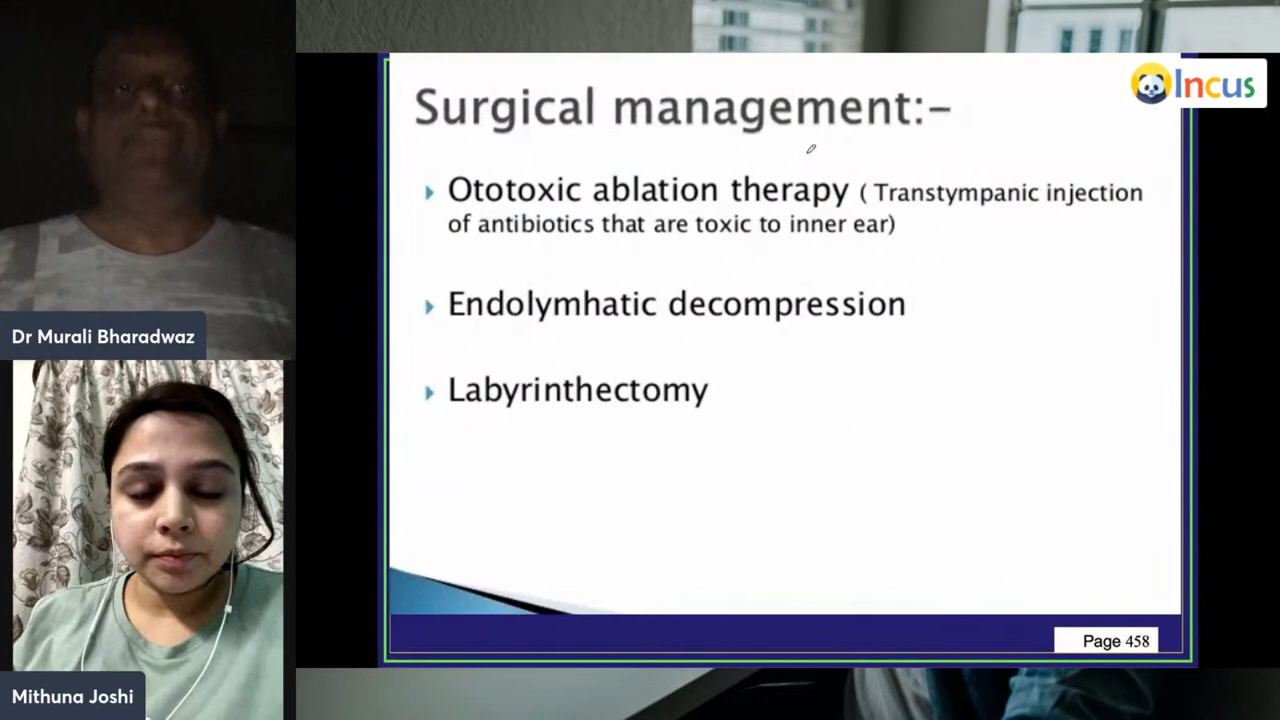 Incus
Surgical management:-
Ototoxic ablation therapy ( Transtympanic injection
of antibiotics that are toxic to inner ear)
Endolymhatic decompression
Labyrinthectomy
Page 458
Dr Murali Bharadwaz
Mithuna Joshi